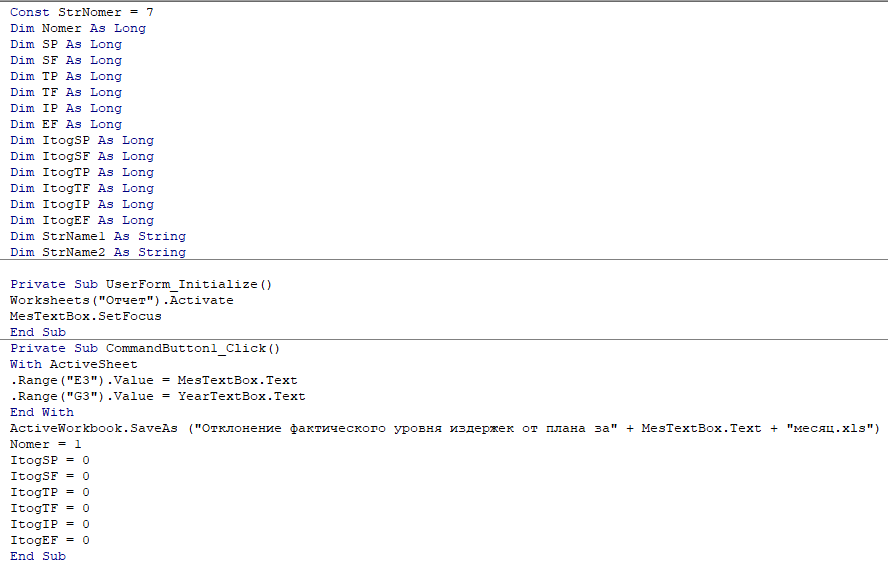 Const StrNomer = 7
Dim Nomer As Long
Dim SP As Long
Dim SF As Long
Dim TP As Long
Dim TF As Long
Dim IP As Long
Dim EF As Long
Dim ItogSP As Long
Dim ItogSF As Long
Dim ItogTP As Long
Dim ItogTF As Long
Dim ItogIP As Long
Dim ItogEF As Long
Dim StrName1 As String
Dim StrName2 As String
Private Sub UserForm_Initialize()
Worksheets("Отчет").Activate
MesTextBox.SetFocus
End Sub
Private Sub CommandButton1_Click()
With ActiveSheet
.Range("E3").Value = MesTextBox.Text
.Range("G3").Value = YearTextBox.Text
End With
ActiveWorkbook.SaveAs ("Отклонение фактического уровня издержек от плана за" + MesTextBox.Text + "месяц.xls")
Nomer = 1
ItogSP = 0
ItogSF = 0
ItogTP = 0
ItogTF = 0
ItogIP = 0
ItogEF = 0
End Sub